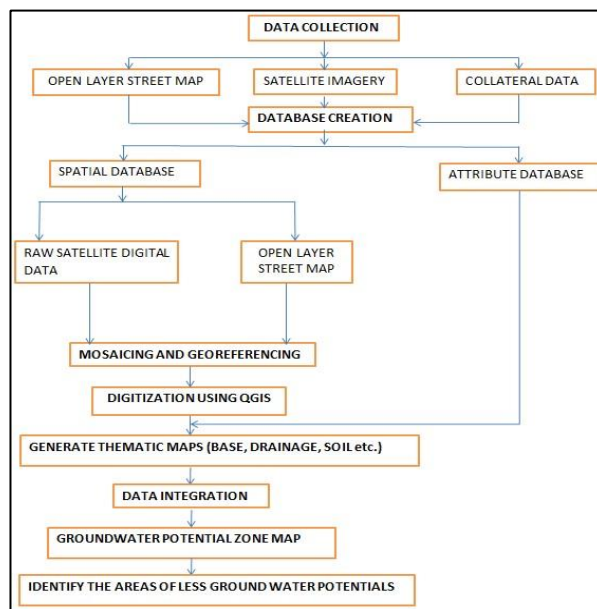 DATA COLLECTION
OPEN LAYER STREET MAP
SATELLITE IMAGERY
COLLATERAL DATA
DATABASE CREATION
SPATIAL DATABASE
ATTRIBUTE DATABASE
RAW SATELLITE DIGITAL
DATA
OPEN LAYER
STREET MAP
MOSAICING AND GEOREFERENCING
DIGITIZATION USING QGIS
GENERATE THEMATIC MAPS (BASE, DRAINAGE, SOIL etc.)
DATA INTEGRATION
GROUNDWATER POTENTIAL ZONE MAP
IDENTIFY THE AREAS OF LESS GROUND WATER POTENTIALS